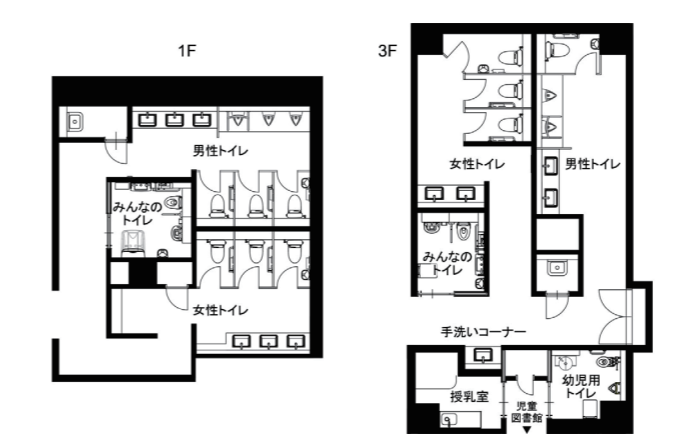 1F
男性トイレ
みんなの
トイレ
女性トイレ
3F
女性トイレ
男性トイレ
みんなの
トイレ
手洗いコーナー
授乳室
児童
図書館
▼
幼児用
トイレ